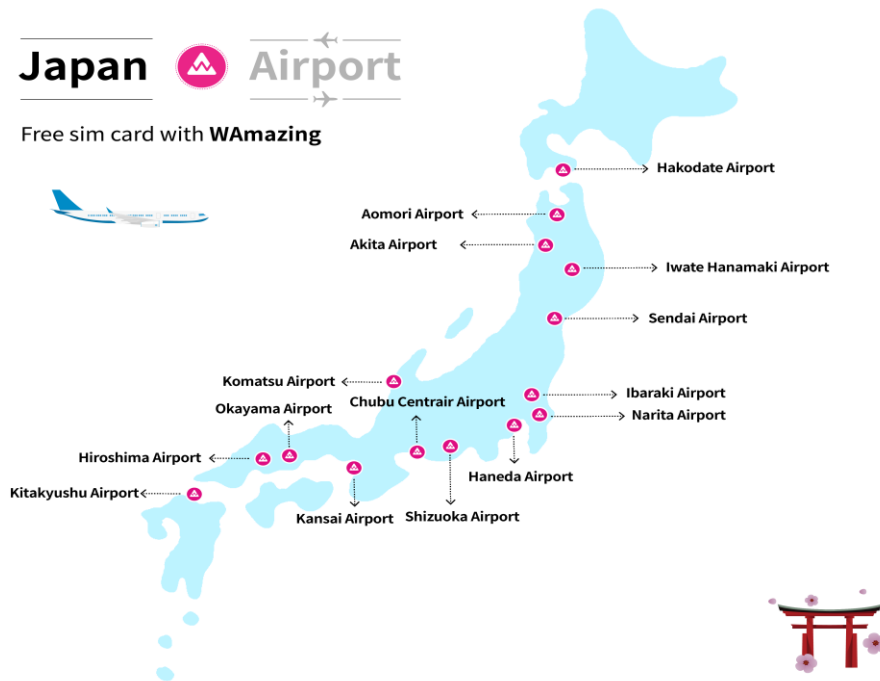 Japan Airport
Free sim card with WAmazing
Hakodate Airport
Aomori Airport
Akita Airport
Iwate Hanamaki Airport
Sendai Airport
Komatsu Airport
Ibaraki Airport
Chubu Centrair Airport
Okayama Airport
Narita Airport
Hiroshima Airport
Haneda Airport
Kitakyushu Airport
Kansai Airport
Shizuoka Airport